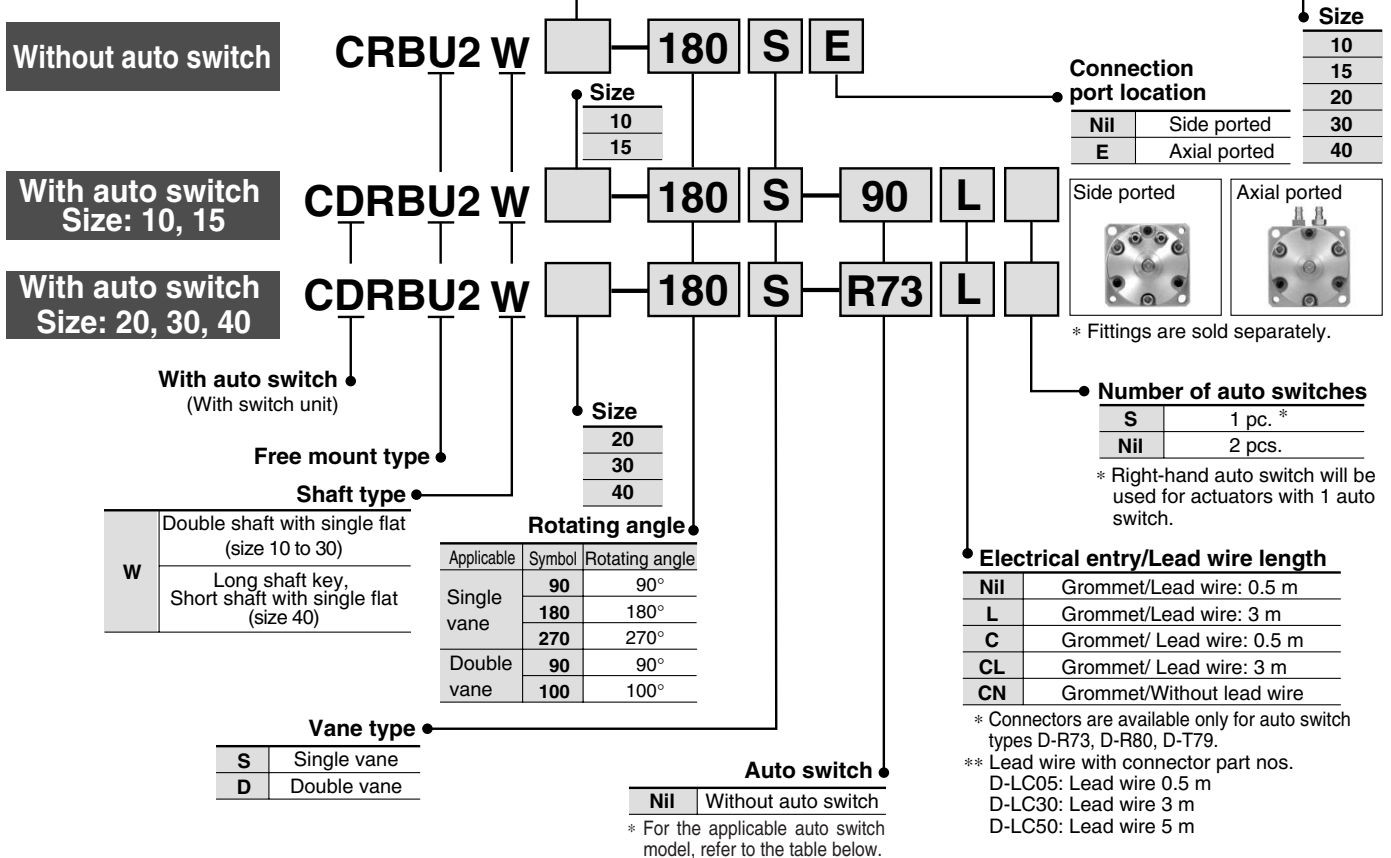 Without auto switch
CRBU2 W 180 S E
Size
10
15
20
30
40
Connection
port location
Nil Side ported
E Axial ported
Size
10
15
With auto switch
Size: 10, 15
CDRBU2 W 180 S 90 L
Side ported
Axial ported
With auto switch
Size: 20, 30, 40
CDRBU2 W 180 S R73 L
* Fittings are sold separately.
With auto switch
(With switch unit)
Free mount type
Shaft type
W
Double shaft with single flat
(size 10 to 30)
Long shaft key,
Short shaft with single flat
(size 40)
Size
20
30
40
Rotating angle
Applicable Symbol Rotating angle
Single vane
90 90°
180 180°
270 270°
Double vane
90 90°
100 100°
Number of auto switches
S 1 pc. *
Nil 2 pcs.
* Right-hand auto switch will be
used for actuators with 1 auto
switch.
Electrical entry/Lead wire length
Nil Grommet/Lead wire: 0.5 m
L Grommet/Lead wire: 3 m
C Grommet/ Lead wire: 0.5 m
CL Grommet/ Lead wire: 3 m
CN Grommet/Without lead wire
* Connectors are available only for auto switch
types D-R73, D-R80, D-T79.
** Lead wire with connector part nos.
D-LC05: Lead wire 0.5 m
D-LC30: Lead wire 3 m
D-LC50: Lead wire 5 m
Vane type
S Single vane
D Double vane
Auto switch
Nil Without auto switch
* For the applicable auto switch
model, refer to the table below.